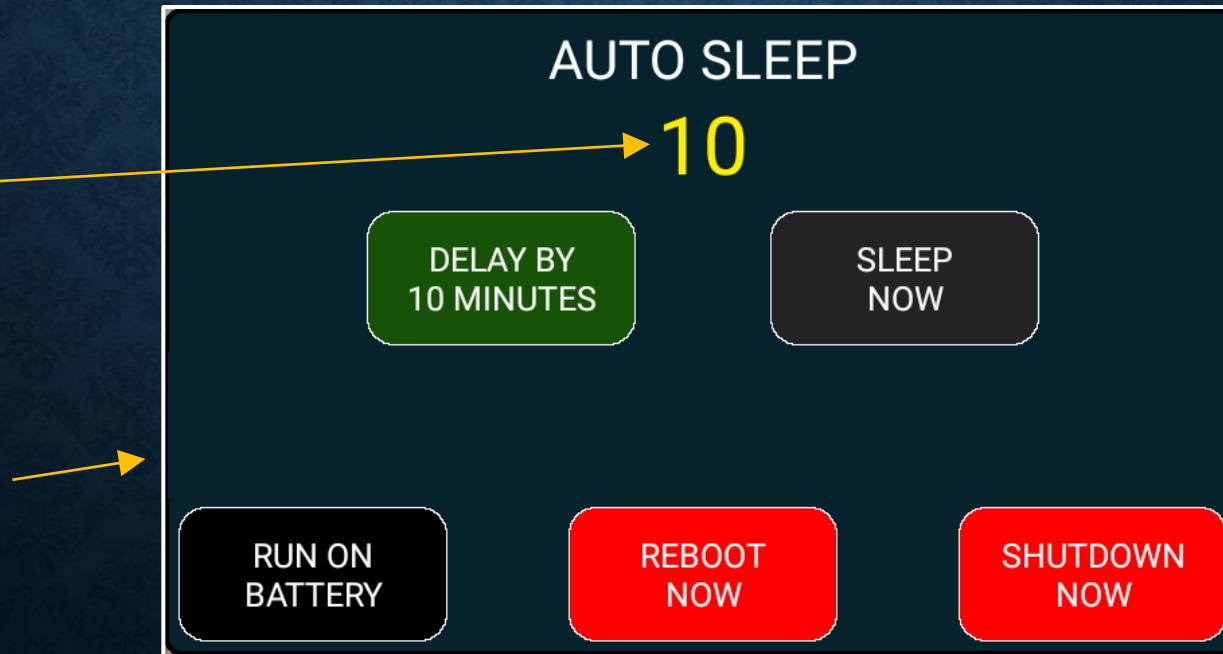 AUTO SLEEP
10
DELAY BY
10 MINUTES
SLEEP
NOW
RUN ON
BATTERY
REBOOT
NOW
SHUTDOWN
NOW